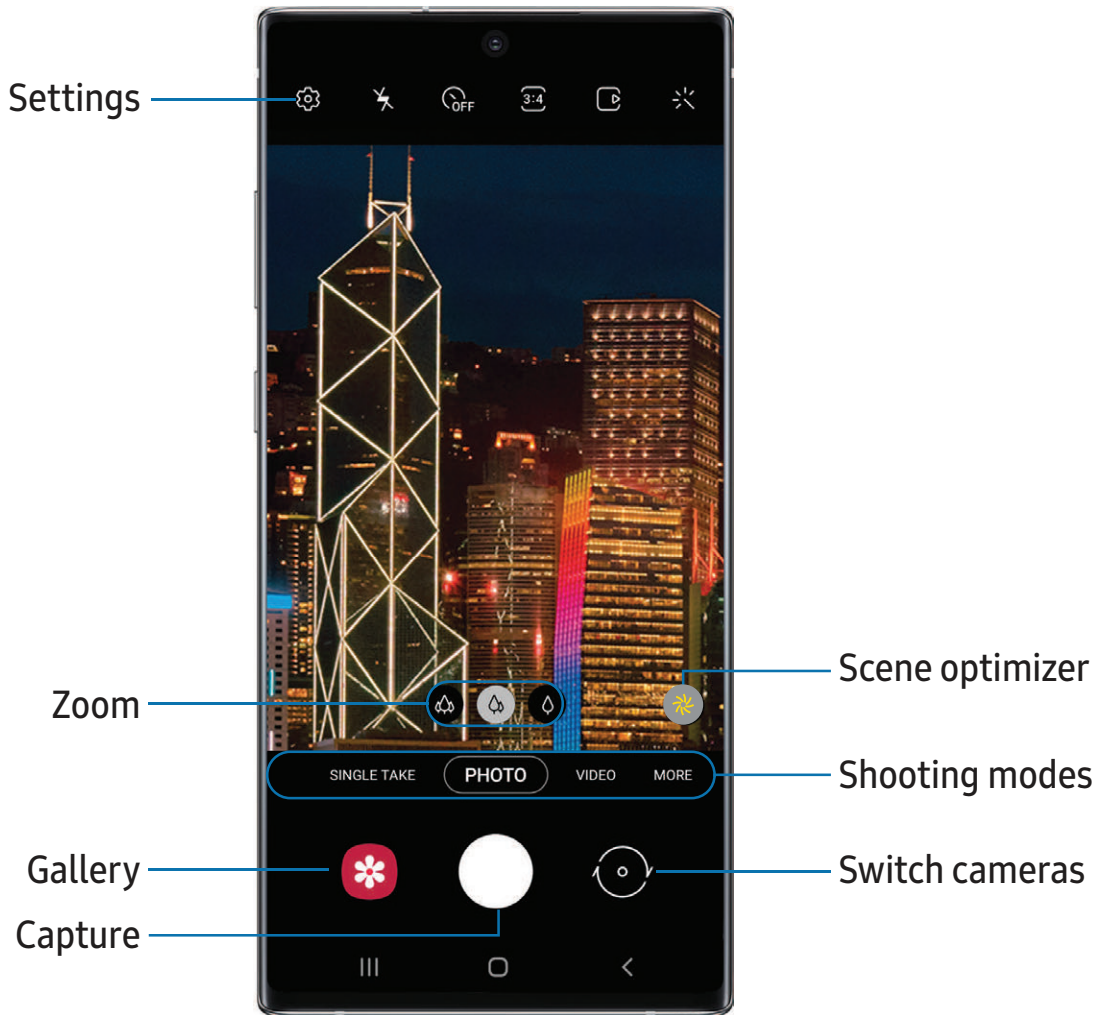 Settings
OFF
3:4
Zoom
Scene optimizer
SINGLE TAKE PHOTO VIDEO MORE
Shooting modes
Gallery
Switch cameras
Capture